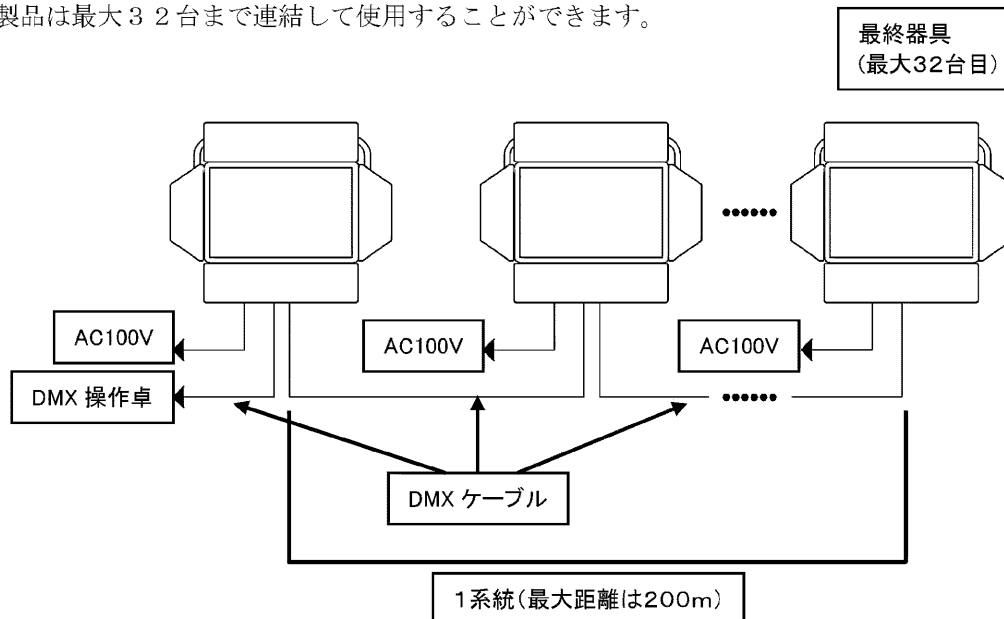 製品は最大３２台まで連結して使用することができます。
最終器具
(最大32台目)
AC100V
AC100V
AC100V
DMX 操作卓
DMX ケーブル
1系統(最大距離は200m)